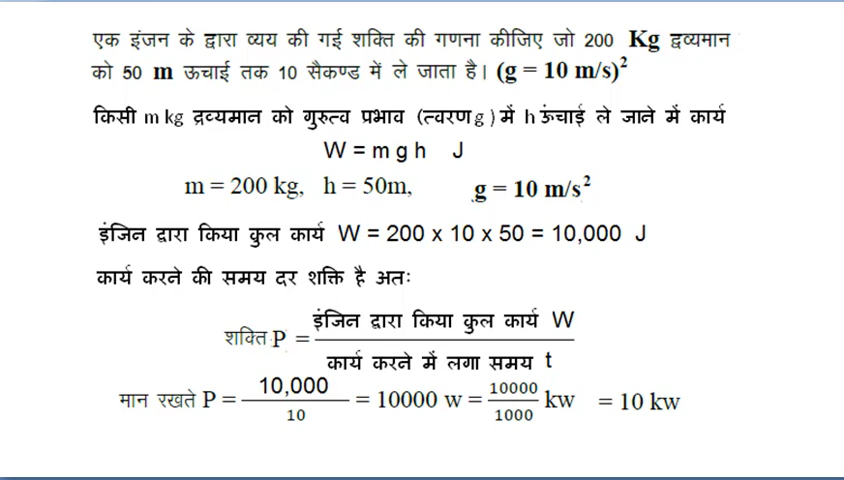 एक इंजन के द्वारा व्यय की गई शक्ति की गणना कीजिए जो 200 Kg द्रव्यमान
को 50 m ऊचाई तक 10 सैकण्ड में ले जाता है। (g = 10 m/s)²
किसी m kg द्रव्यमान को गुरुत्व प्रभाव (त्वरण g ) में h ऊंचाई ले जाने में कार्य
W = m g h J
m = 200 kg, h = 50m, g = 10 m/s²
इंजिन द्वारा किया कुल कार्य W = 200 x 10 x 50 = 10,000 J
कार्य करने की समय दर शक्ति है अतः
शक्ति P = इंजिन द्वारा किया कुल कार्य W / कार्य करने में लगा समय t
मान रखते P = 10,000 / 10 = 10000 w = 10000 / 1000 kw = 10 kw